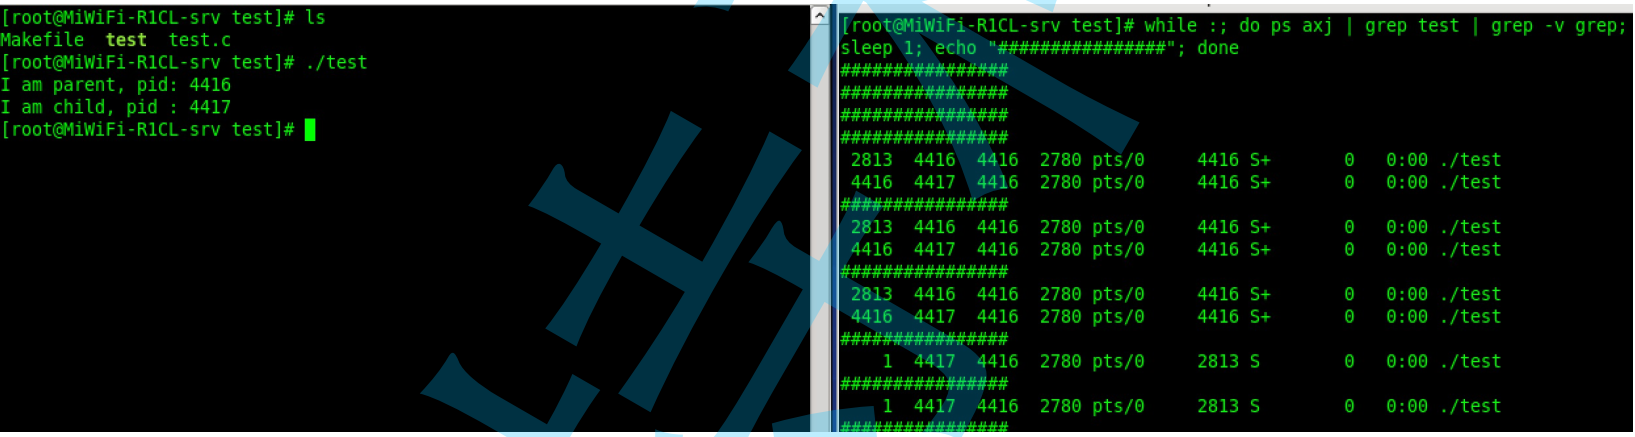 [root@MiWiFi-R1CL-srv test]# ls
Makefile  test  test.c
[root@MiWiFi-R1CL-srv test]# ./test
I am parent, pid: 4416
I am child, pid : 4417
[root@MiWiFi-R1CL-srv test]#
[root@MiWiFi-R1CL-srv test]# while :; do ps axj | grep test | grep -v grep;
sleep 1; echo "################"; done
################
################
################
################
2813  4416  4416  2780 pts/0     4416 S+       0   0:00 ./test
4416  4417  4416  2780 pts/0     4416 S+       0   0:00 ./test
################
2813  4416  4416  2780 pts/0     4416 S+       0   0:00 ./test
4416  4417  4416  2780 pts/0     4416 S+       0   0:00 ./test
################
2813  4416  4416  2780 pts/0     4416 S+       0   0:00 ./test
4416  4417  4416  2780 pts/0     4416 S+       0   0:00 ./test
################
1  4417  4416  2780 pts/0     2813 S        0   0:00 ./test
################
1  4417  4416  2780 pts/0     2813 S        0   0:00 ./test
################